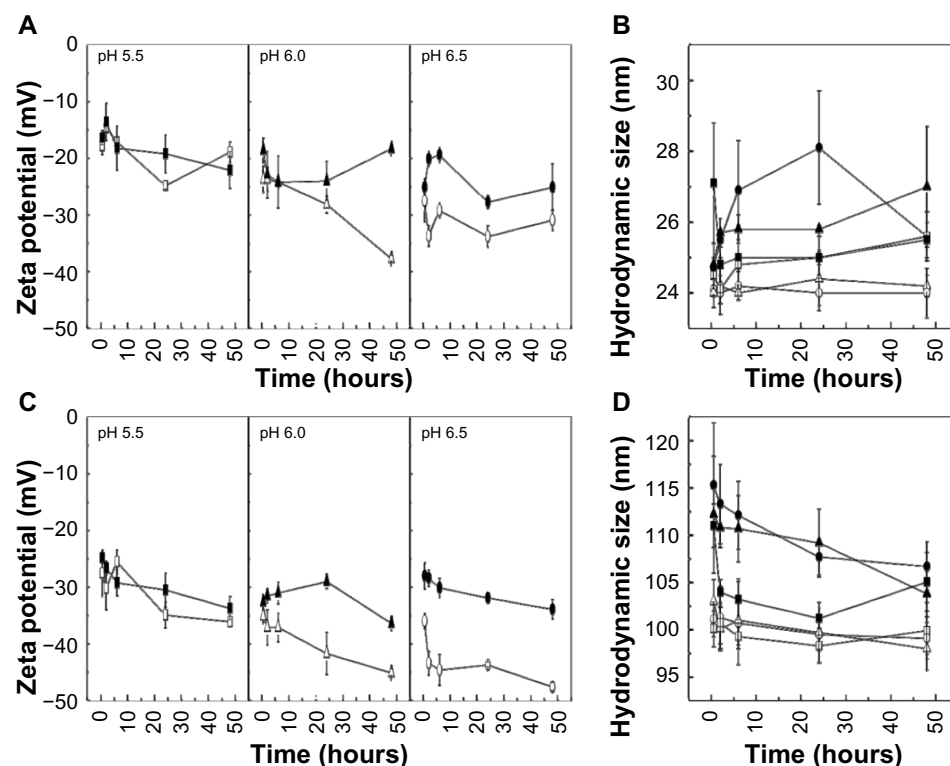 A
B
0
−10
−20
−30
−40
−50
Zeta potential (mV)
pH 5.5
pH 6.0
pH 6.5
0 10 20 30 40 50 0 10 20 30 40 50 0 10 20 30 40 50
Time (hours)
30
28
26
24
Hydrodynamic size (nm)
0 10 20 30 40 50
Time (hours)
C
D
0
−10
−20
−30
−40
−50
Zeta potential (mV)
pH 5.5
pH 6.0
pH 6.5
0 10 20 30 40 50 0 10 20 30 40 50 0 10 20 30 40 50
Time (hours)
120
115
110
105
100
95
Hydrodynamic size (nm)
0 10 20 30 40 50
Time (hours)